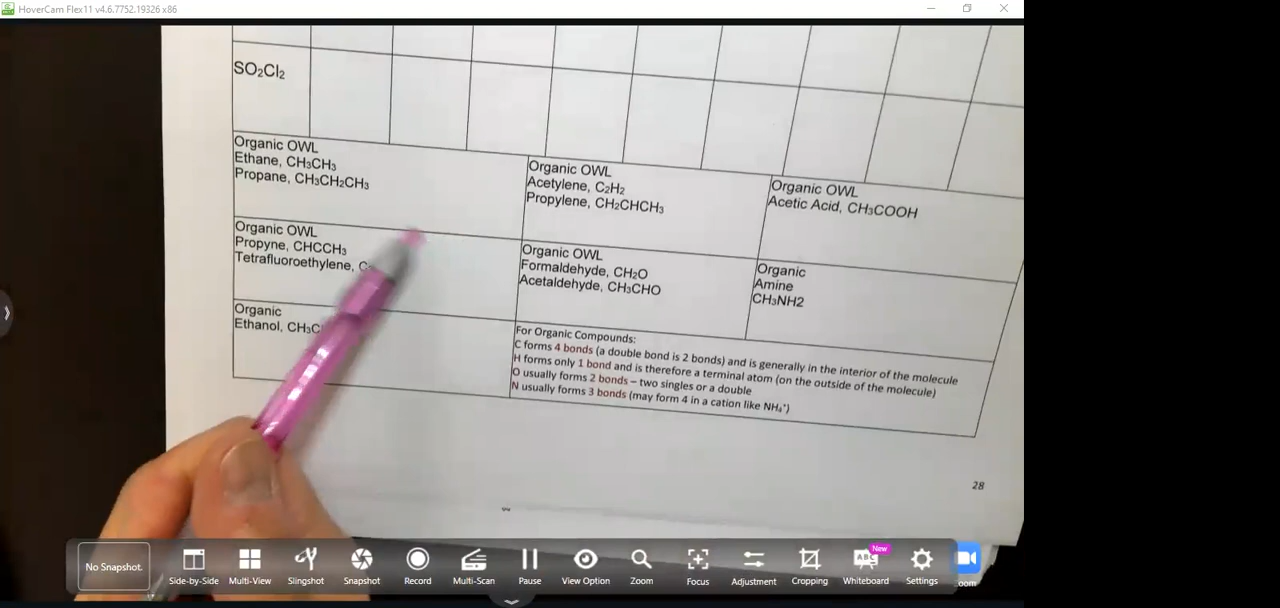 HoverCam Flex11 v4.6.7752.19326 x86
SO₂Cl₂
Organic OWL
Ethane, CH₃CH₃
Propane, CH₃CH₂CH₃
Organic OWL
Acetylene, C₂H₂
Propylene, CH₂CHCH₃
Organic OWL
Acetic Acid, CH₃COOH
Organic OWL
Propyne, CHCCH₃
Tetrafluoroethylene,
Organic OWL
Formaldehyde, CH₂O
Acetaldehyde, CH₃CHO
Organic
Amine
CH₃NH2
Organic
Ethanol,
For Organic Compounds:
C forms 4 bonds (a double bond is 2 bonds) and is generally in the interior of the molecule
H forms only 1 bond and is therefore a terminal atom (on the outside of the molecule)
O usually forms 2 bonds – two singles or a double
N usually forms 3 bonds (may form 4 in a cation like NH₄⁺)
28
No Snapshot.
Side-by-Side
Multi-View
Slingshot
Snapshot
Record
Multi-Scan
Pause
View Option
Zoom
Focus
Adjustment
Cropping
New
ABC
Whiteboard
Settings